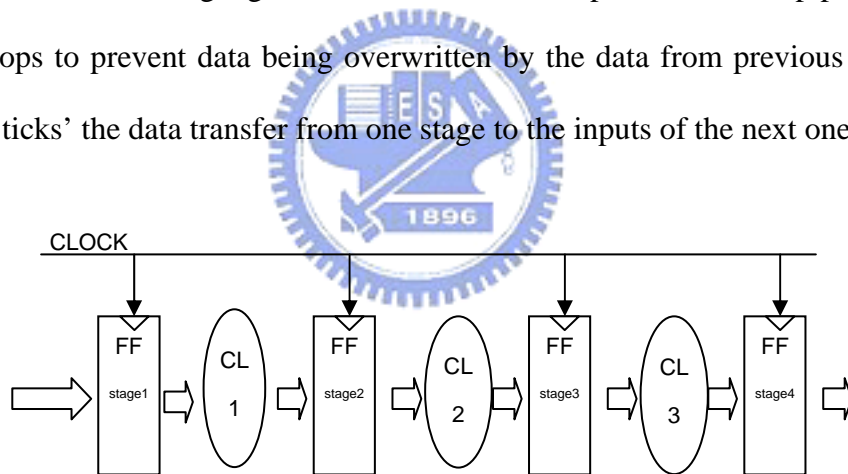 ops to prevent data being overwritten by the data from previous
ticks’ the data transfer from one stage to the inputs of the next one
E S A
1896
CLOCK
FF FF FF FF
CL CL CL
stage1 stage2 stage3 stage4
1 2 3